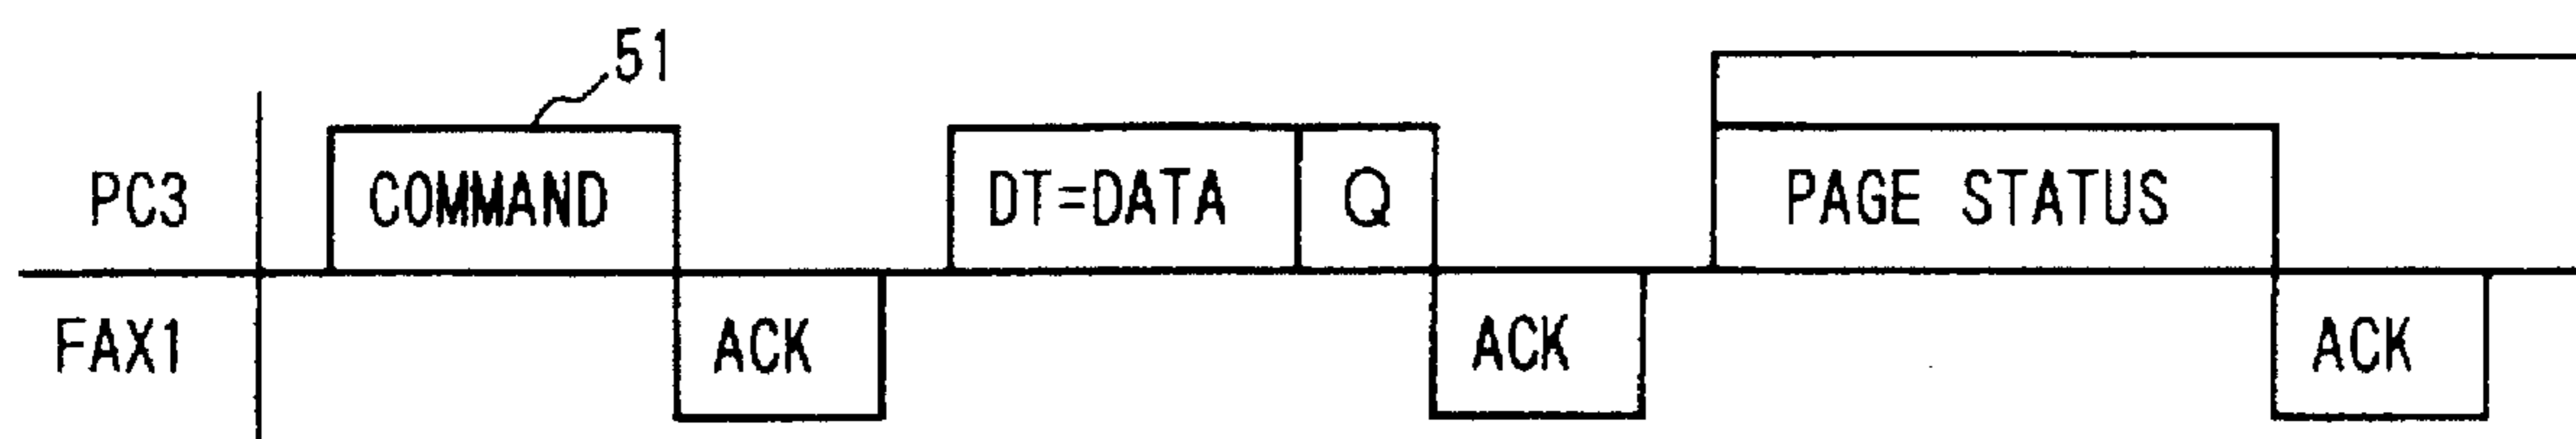 51
PC3 COMMAND DT=DATA Q PAGE STATUS
FAX1 ACK ACK ACK